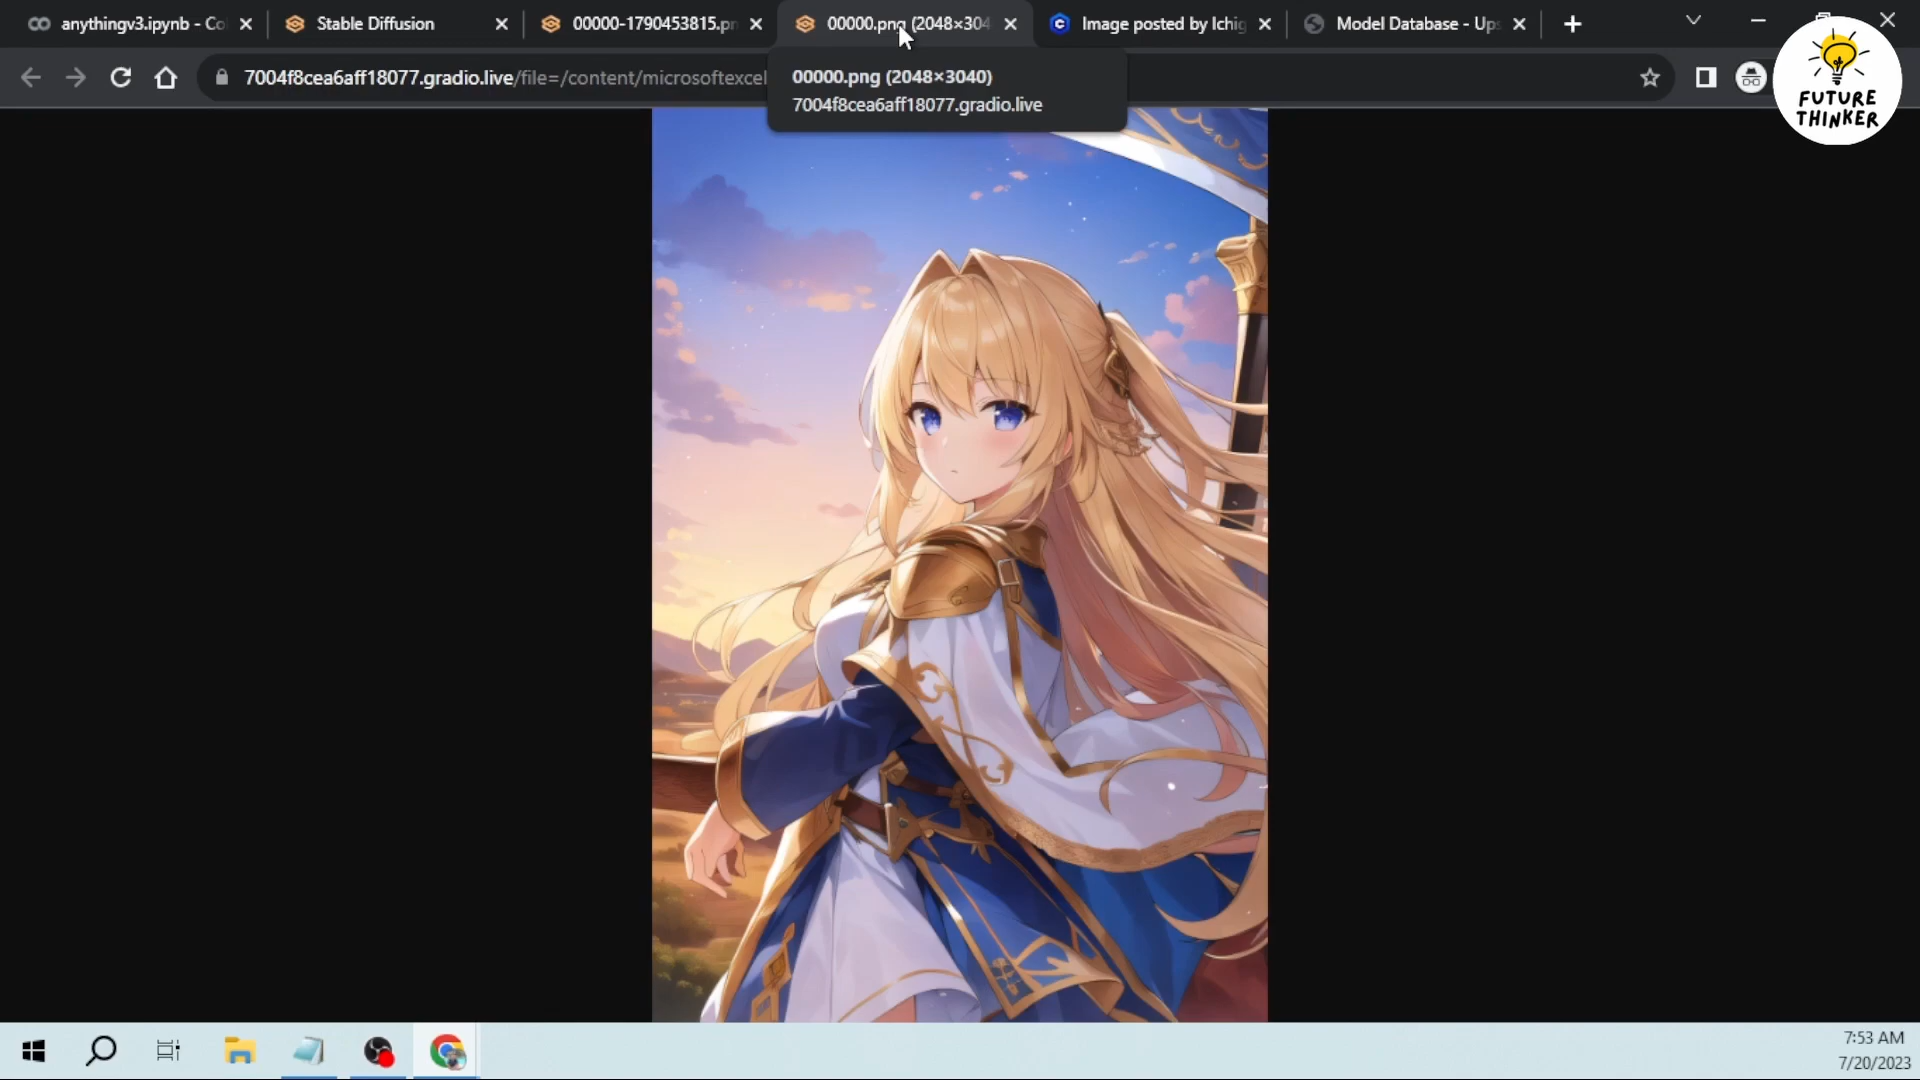 anythingv3.ipynb - Co
Stable Diffusion
00000-1790453815.pn
00000.png (2048×304
Image posted by Ichig
Model Database - Ups
7004f8cea6aff18077.gradio.live/file=/content/microsoftexcel
00000.png (2048×3040)
7004f8cea6aff18077.gradio.live
FUTURE
THINKER
7:53 AM
7/20/2023